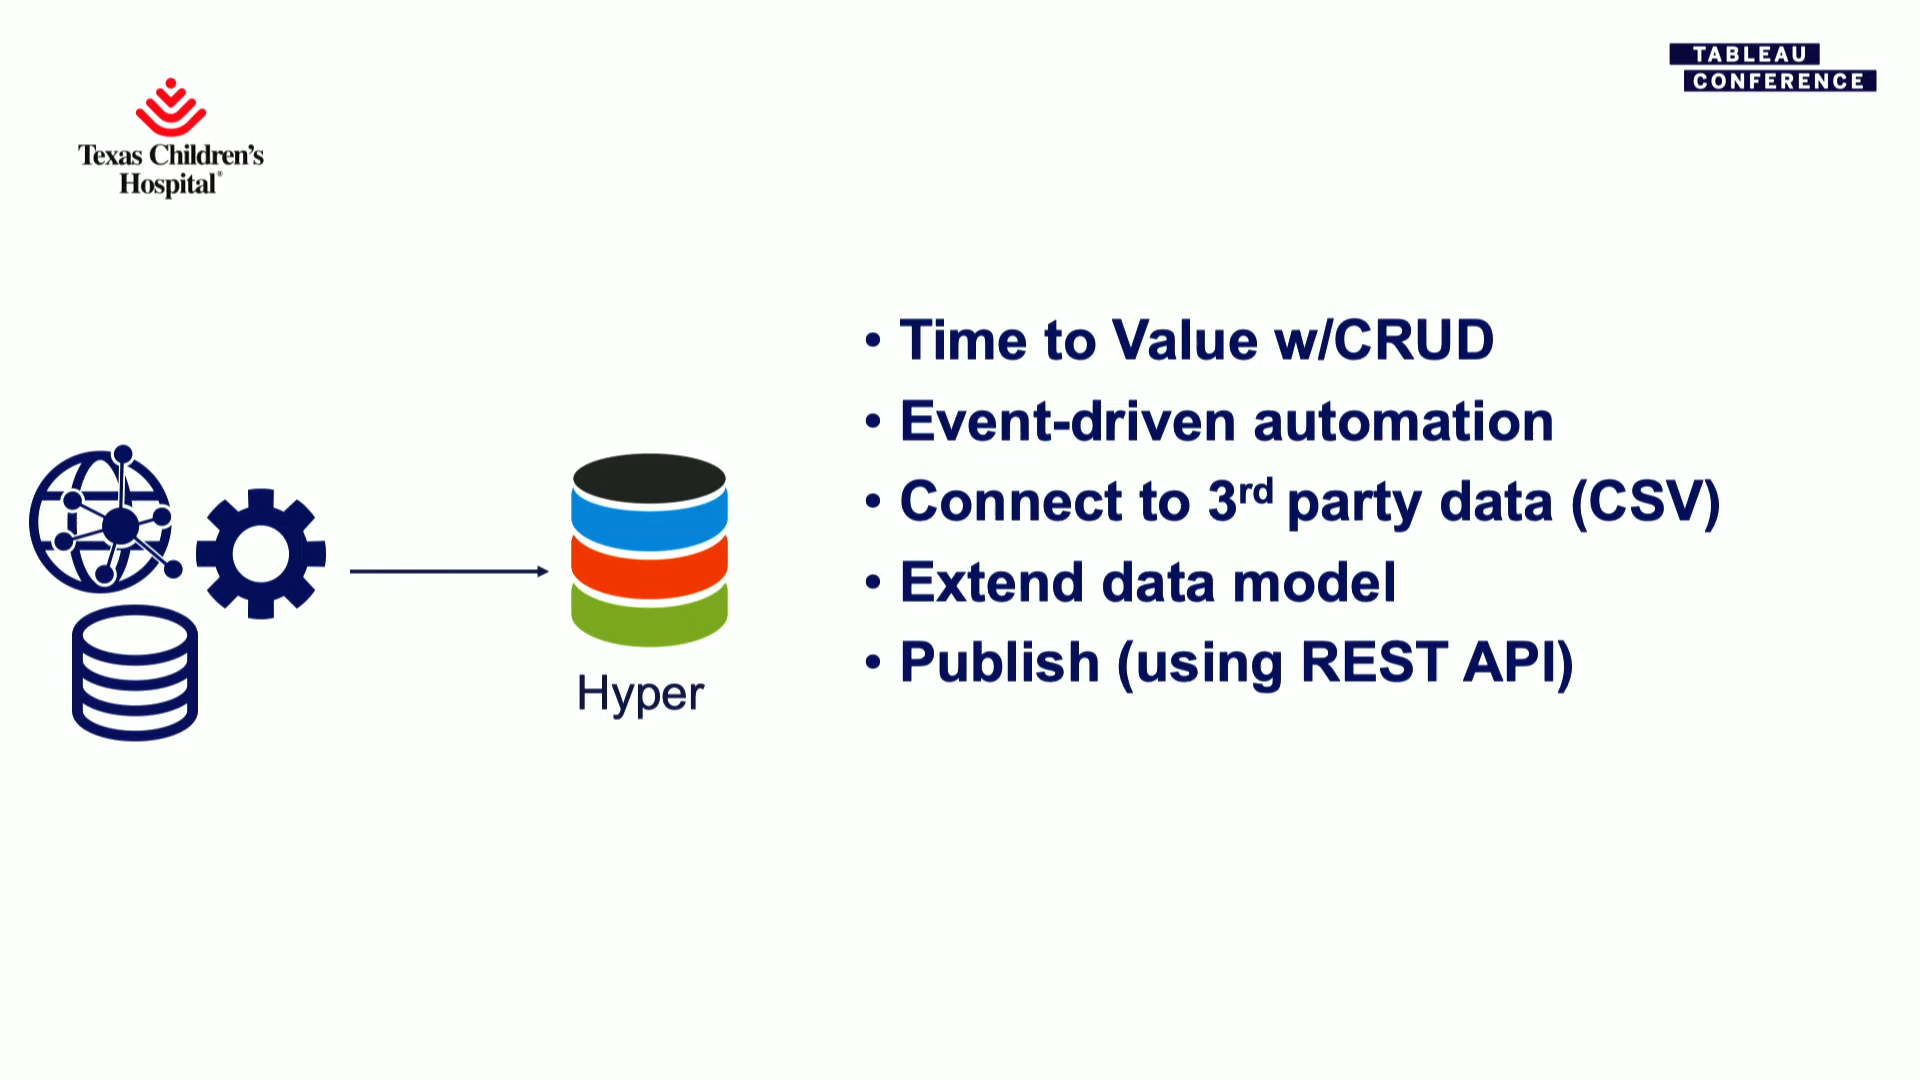 TABLEAU
CONFERENCE
Texas Children's
Hospital®
• Time to Value w/CRUD
• Event-driven automation
• Connect to 3rd party data (CSV)
• Extend data model
• Publish (using REST API)
Hyper